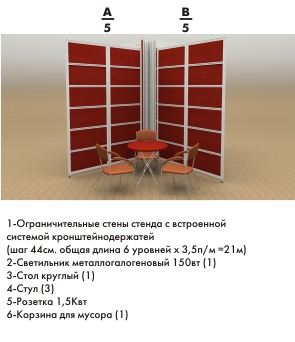 A B
5 5
1-Ограничительные стены стенда с встроенной
системой кронштейнодержатей
(шаг 44см. общая длина 6 уровней х 3,5п/м =21м)
2-Светильник металлогалогеновый 150вт (1)
3-Стол круглый (1)
4-Стул (3)
5-Розетка 1,5Квт
6-Корзина для мусора (1)